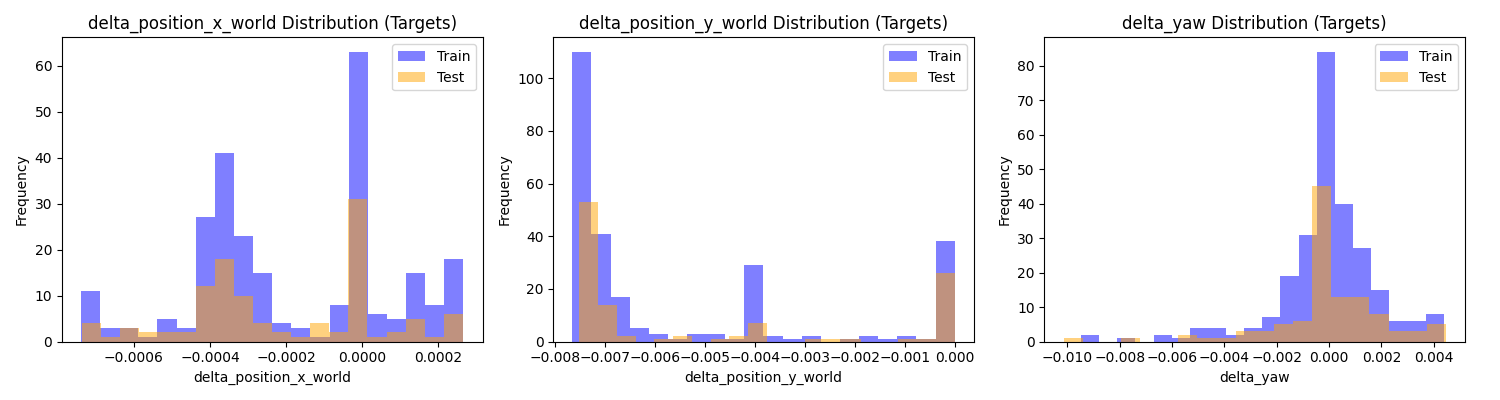 delta_position_x_world Distribution (Targets)
Frequency
60
50
40
30
20
10
0
Train
Test
−0.0006
−0.0004
−0.0002
0.0000
0.0002
delta_position_x_world
delta_position_y_world Distribution (Targets)
Frequency
100
80
60
40
20
0
Train
Test
−0.008
−0.007
−0.006
−0.005
−0.004
−0.003
−0.002
−0.001
0.000
delta_position_y_world
delta_yaw Distribution (Targets)
Frequency
80
70
60
50
40
30
20
10
0
Train
Test
−0.010
−0.008
−0.006
−0.004
−0.002
0.000
0.002
0.004
delta_yaw